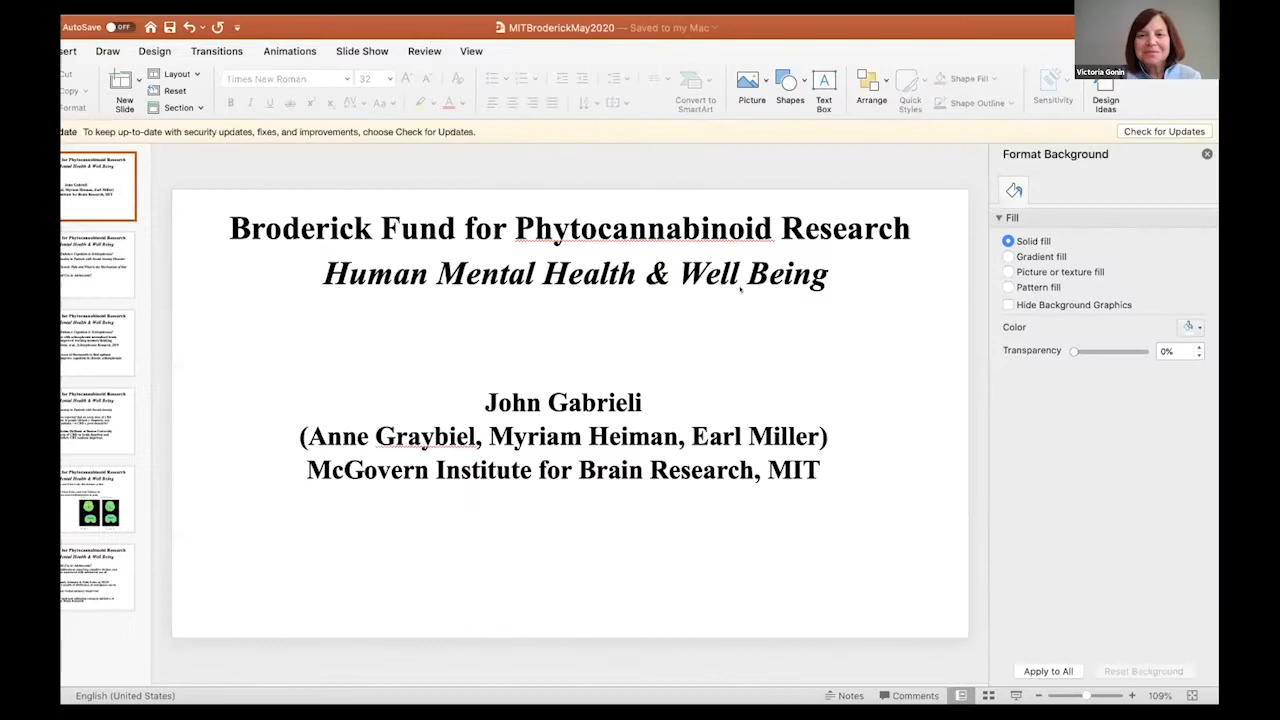 AutoSave OFF
MITBroderickMay2020 — Saved to my Mac
Victoria Gonin
sert Draw Design Transitions Animations Slide Show Review View
Cut
Copy
Format
New Slide
Layout
Reset
Section
Times New Roman 32
Convert to SmartArt
Picture
Shapes
Text Box
Arrange
Quick Styles
Shape Fill
Shape Outline
Sensitivity
Design Ideas
date To keep up-to-date with security updates, fixes, and improvements, choose Check for Updates.
Check for Updates
Broderick Fund for Phytocannabinoid Research
Human Mental Health & Well Being
John Gabrieli
(Anne Graybiel, Myriam Heiman, Earl Miller)
McGovern Institute for Brain Research, MIT
Format Background
Fill
Solid fill
Gradient fill
Picture or texture fill
Pattern fill
Hide Background Graphics
Color
Transparency 0%
Apply to All
Reset Background
English (United States)
Notes
Comments
109%